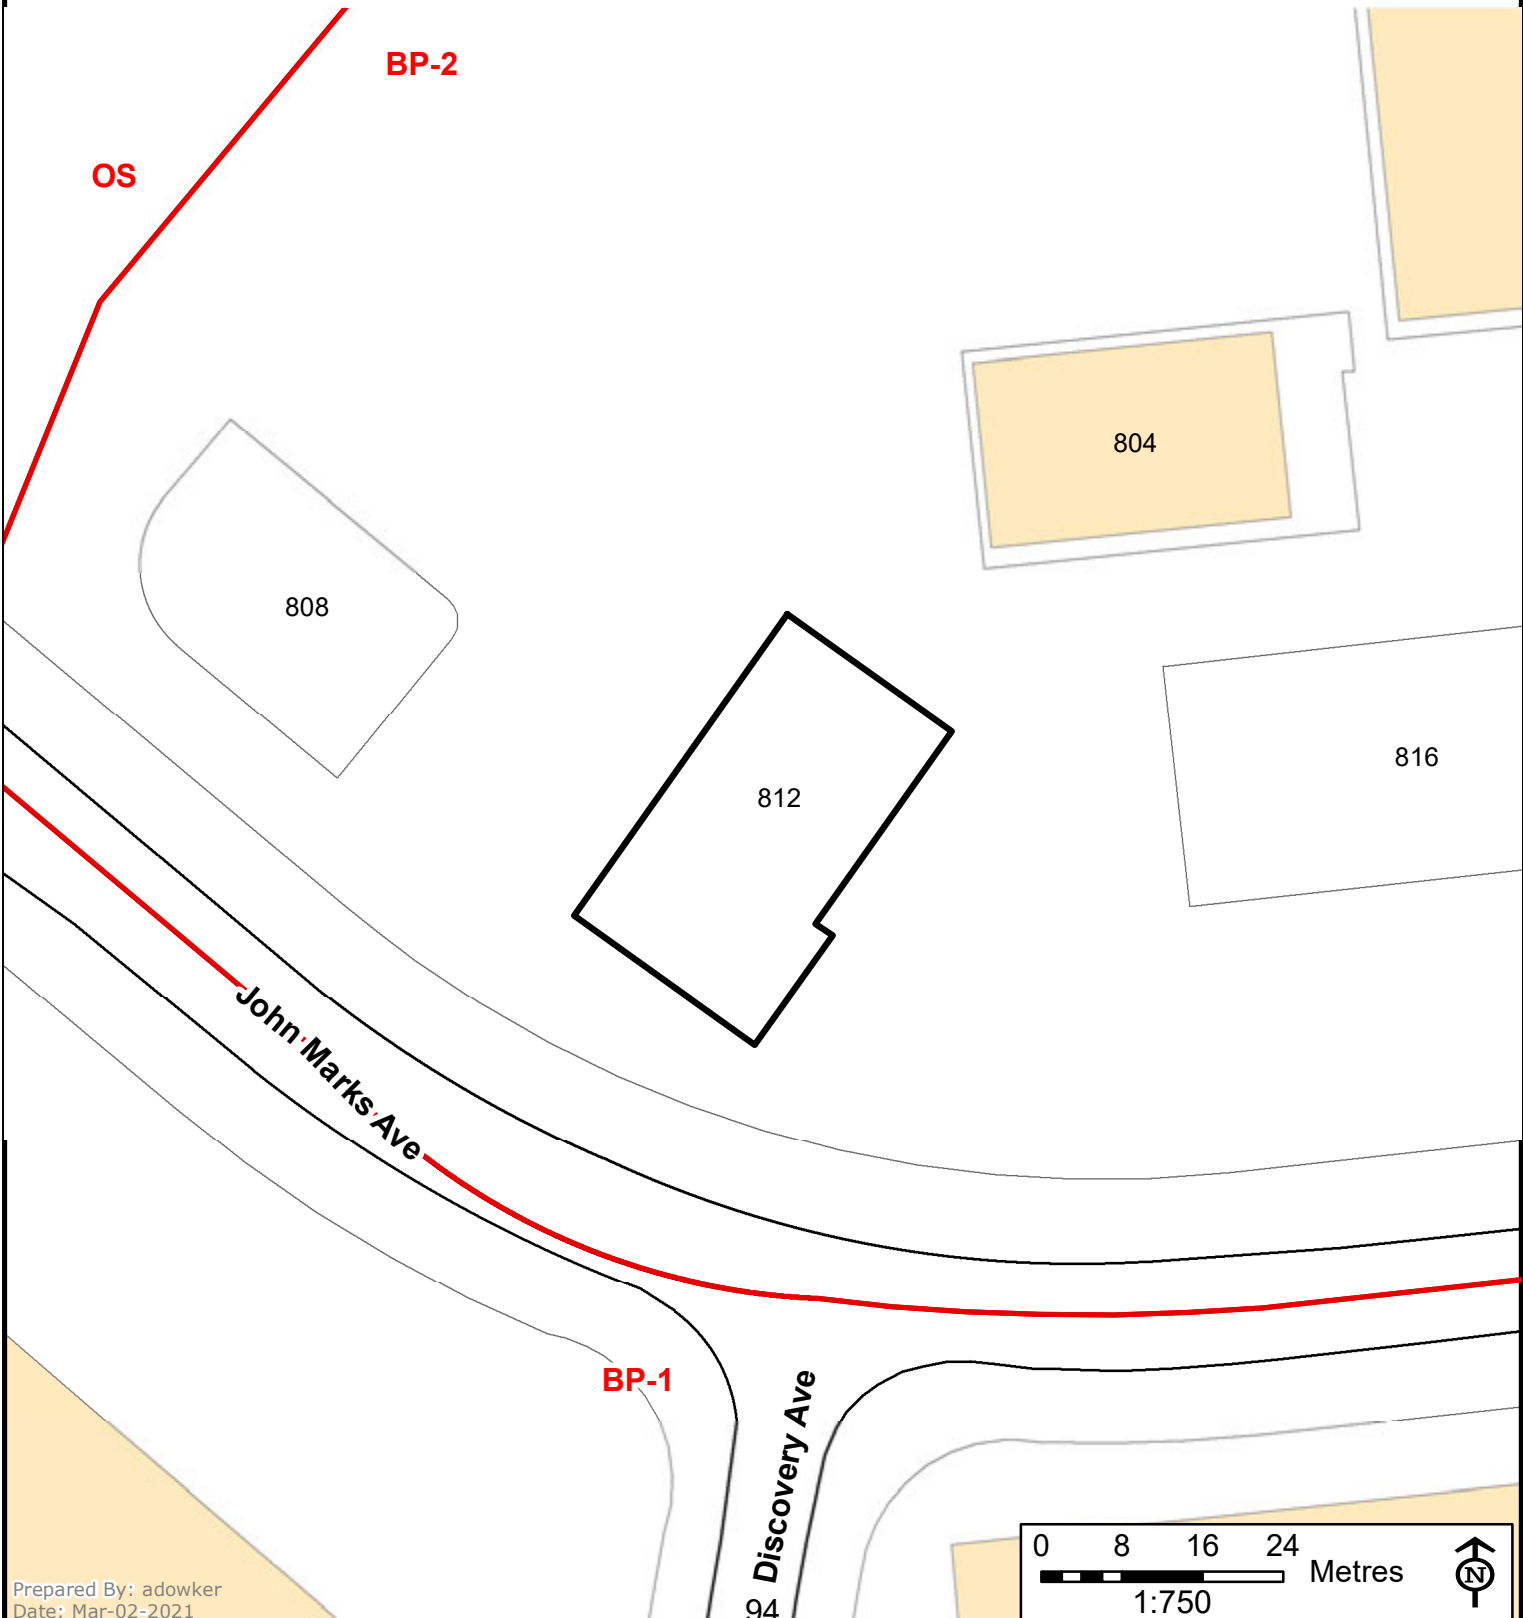 BP-2
OS
804
808
816
812
John Marks Ave
BP-1
Discovery Ave
94
0 8 16 24
Metres
1:750
N
Prepared By: adowker
Date: Mar-02-2021